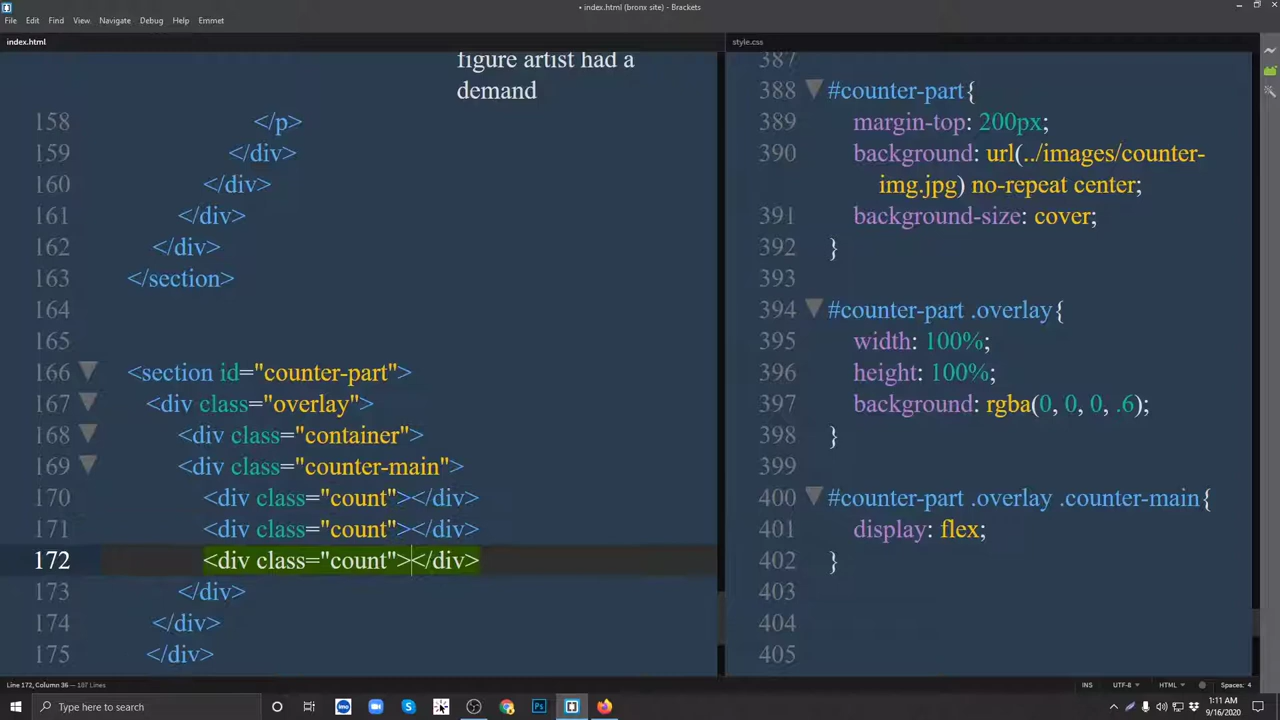 • index.html (bronx site) - Brackets
File Edit Find View Navigate Debug Help Emmet
index.html
figure artist had a
demand
158 </p>
159 </div>
160 </div>
161 </div>
162 </div>
163 </section>
164
165
166 <section id="counter-part">
167 <div class="overlay">
168 <div class="container">
169 <div class="counter-main">
170 <div class="count"></div>
171 <div class="count"></div>
172 <div class="count"></div>
173 </div>
174 </div>
175 </div>
style.css
387
388 #counter-part{
389 margin-top: 200px;
390 background: url(../images/counter-
img.jpg) no-repeat center;
391 background-size: cover;
392 }
393
394 #counter-part .overlay{
395 width: 100%;
396 height: 100%;
397 background: rgba(0, 0, 0, .6);
398 }
399
400 #counter-part .overlay .counter-main{
401 display: flex;
402 }
403
404
405
Line 172, Column 36 — 187 Lines
INS UTF-8 HTML Spaces: 4
Type here to search
imo
Ps
1:11 AM
9/16/2020